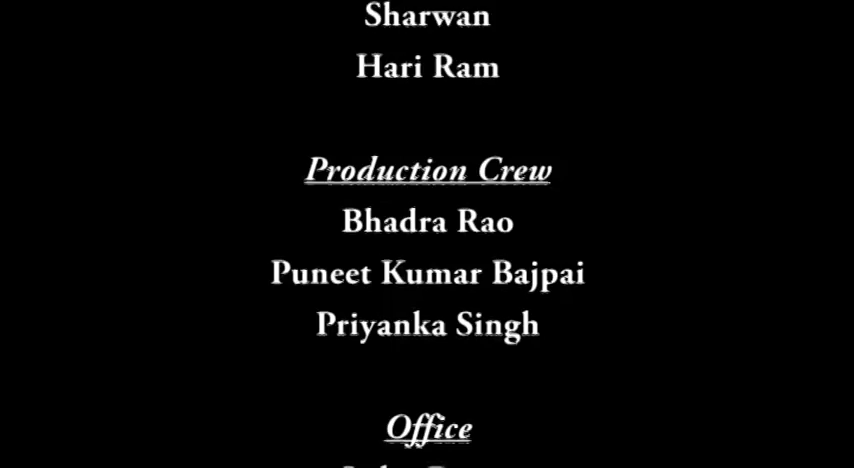 Sharwan
Hari Ram
Production Crew
Bhadra Rao
Puneet Kumar Bajpai
Priyanka Singh
Office